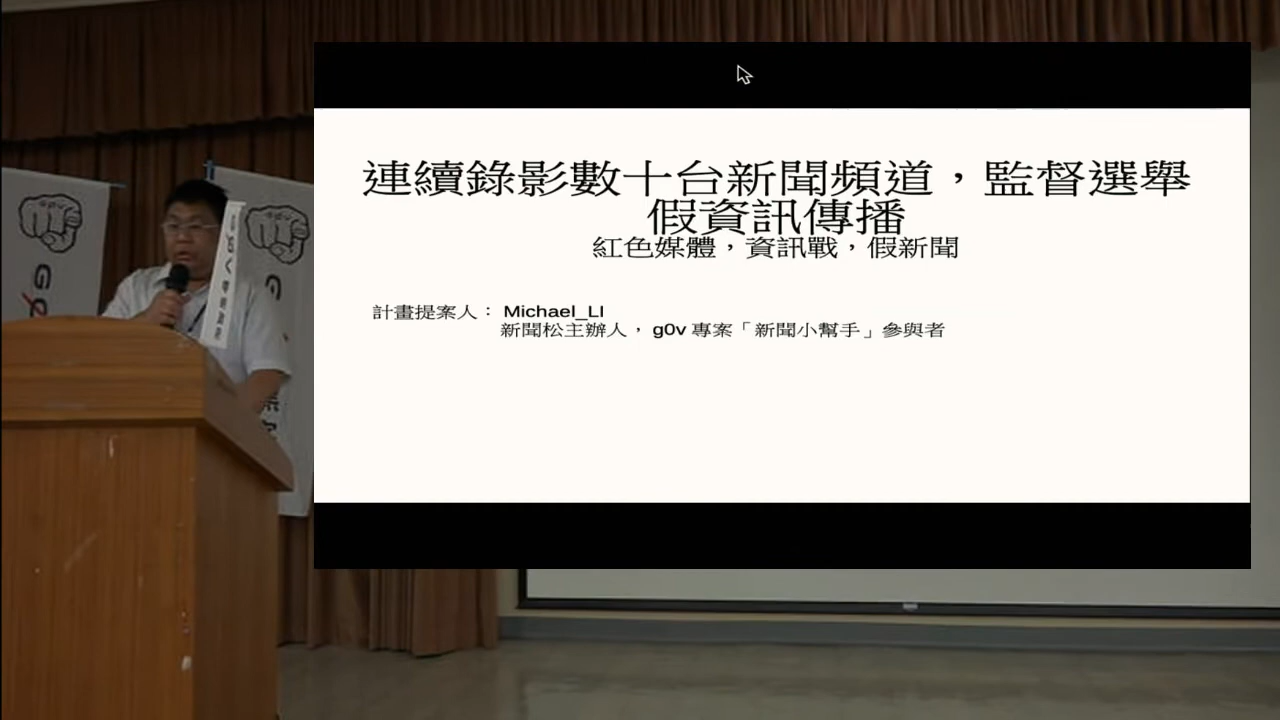 連續錄影數十台新聞頻道，監督選舉
假資訊傳播
紅色媒體，資訊戰，假新聞
計畫提案人： Michael_LI
新聞松主辦人， g0v 專案「新聞小幫手」參與者